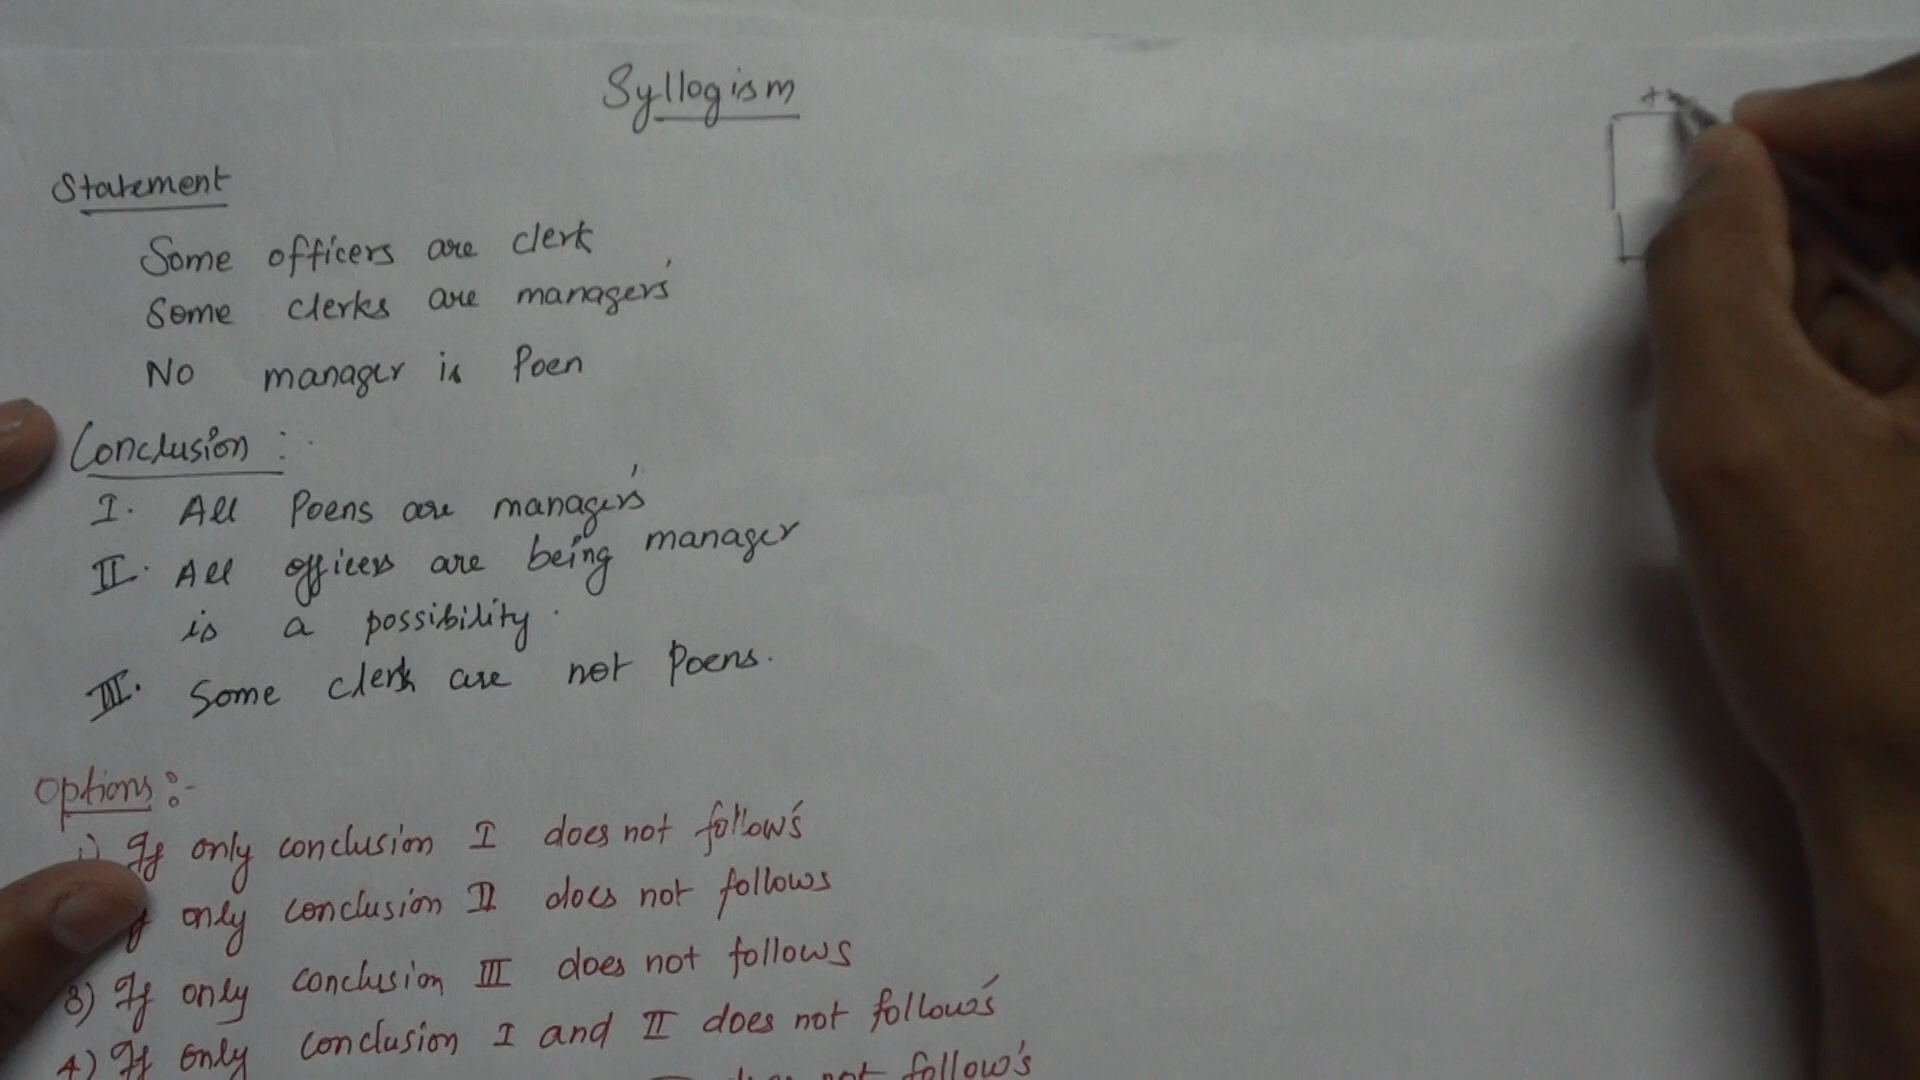 Syllogism
Statement
Some officers are clerk
Some clerks are managers
No manager is Poen
Conclusion :
I. All Poens are managers
II. All officers are being manager
is a possibility.
III. Some clerk are not Poens.
Options :-
1) If only conclusion I does not follows
only conclusion II does not follows
3) If only conclusion III does not follows
4) If only conclusion I and II does not follows
not follows